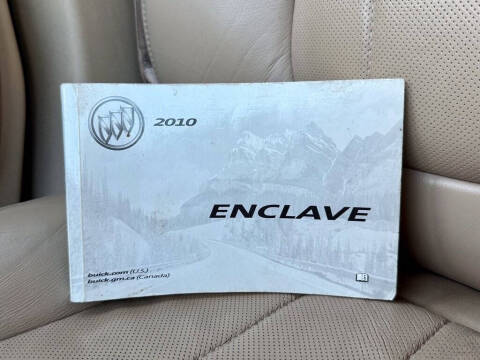 2010
ENCLAVE
buick.com (U.S.)
buick.gm.ca (Canada)